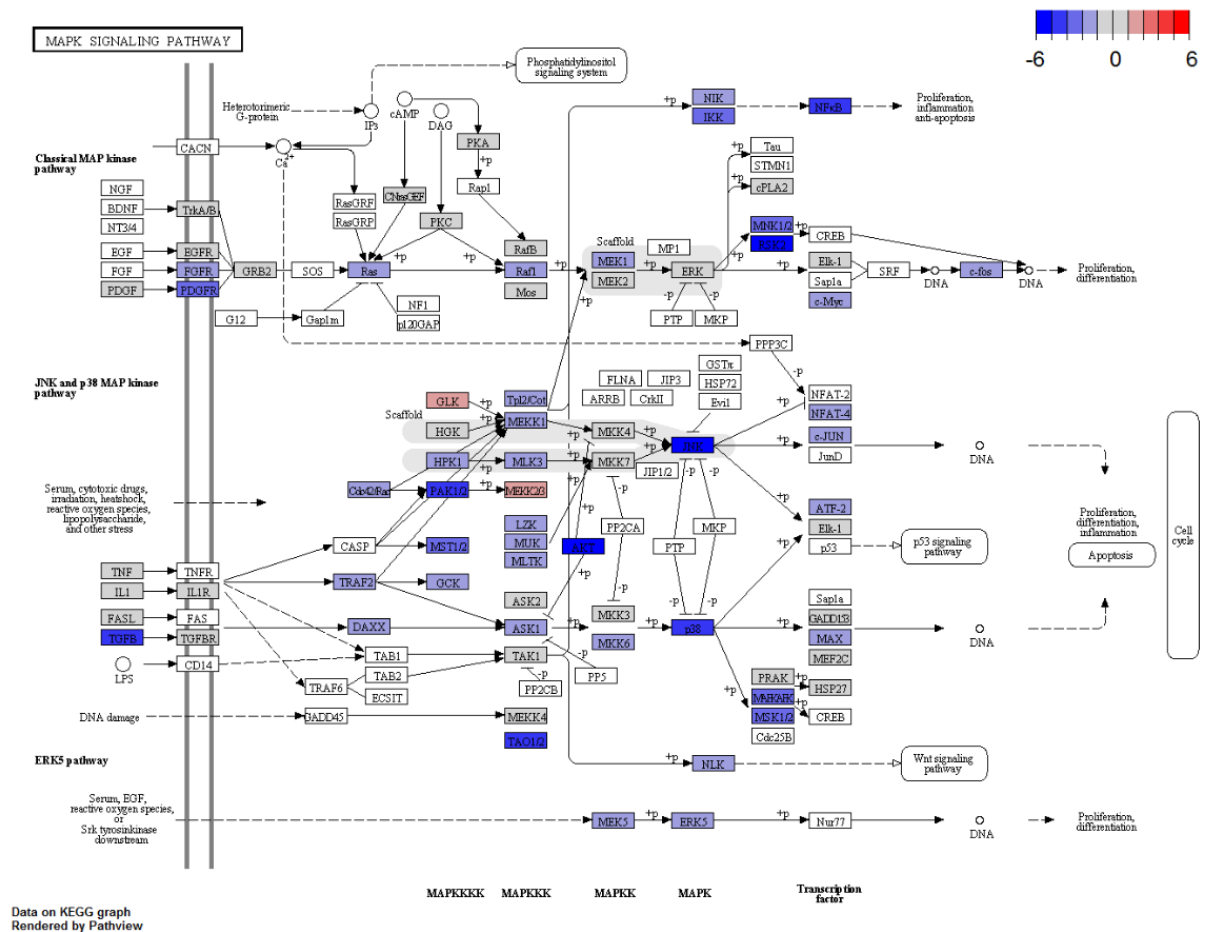 MAPK SIGNALING PATHWAY
-6 0 6
Phosphatidylinositol
signaling system
Heterotorimeric
G-protein
IP3
cAMP
DAG
+p
NIK
IKK
NFκB
Proliferation,
inflammation
anti-apoptosis
CACN
Ca2+
PKA
+p
Tau
STMN1
cPLA2
+p
+p
Classical MAP kinase
pathway
NGF
BDNF
NT3/4
TrkA/B
RasGRF
RasGRP
CNrasGEF
PKC
Rap1
EGF
EGFR
FGF
FGFR
PDGF
PDGFR
GRB2
SOS
Ras
+p
+p
RafB
Raf1
Mos
+p
+p
Scaffold
MEK1
MEK2
MP1
+p
ERK
+p
+p
-p
-p
PTP
MKP
MNK1/2
RSK2
+p
CREB
Elk-1
Sap1a
c-Myc
SRF
DNA
c-fos
DNA
Proliferation,
differentiation
G12
Gap1m
NF1
p120GAP
PPP3C
-p
JNK and p38 MAP kinase
pathway
GLK
HGK
Scaffold
+p
+p
+p
+p
Tpl2/Cot
MEKK1
+p
+p
FLNA
JIP3
ARRB
CrkII
GSTπ
HSP72
Evi1
NFAT-2
NFAT-4
c-JUN
JunD
+p
+p
DNA
MKK4
MKK7
+p
+p
JNK
JIP1/2
HPK1
MLK3
Cdc42/Rac
PAK1/2
+p
MEKK2/3
-p
-p
-p
Serum, cytotoxic drugs,
irradiation, heatshock,
reactive oxygen species,
lipopolysaccharide,
and other stress
LZK
MUK
MLTK
+p
AKT
+p
PP2CA
MKP
PTP
+p
ATF-2
Elk-1
p53
p53 signaling
pathway
Proliferation,
differentiation,
inflammation
Apoptosis
Cell
cycle
CASP
MST1/2
TRAF2
GCK
TNF
TNFR
IL1
IL1R
FASL
FAS
TGFB
TGFBR
LPS
CD14
DAXX
ASK2
ASK1
-p
+p
-p
MKK3
MKK6
+p
-p
-p
p38
+p
Sap1a
GADD153
MAX
MEF2C
DNA
TAB1
TAB2
ECSIT
TRAF6
TAK1
-p
-p
PP2CB
PP5
+p
PRAK
MAPKAPK
MSK1/2
Cdc25B
+p
+p
HSP27
CREB
DNA damage
GADD45
MEKK4
TAO1/2
ERK5 pathway
+p
NLK
Wnt signaling
pathway
Serum, EGF,
reactive oxygen species,
or
Srk tyrosinkinase
downstream
MEK5
+p
ERK5
+p
Nur77
DNA
Proliferation,
differentiation
MAPKKKK
MAPKKK
MAPKK
MAPK
Transcription
factor
Data on KEGG graph
Rendered by Pathview